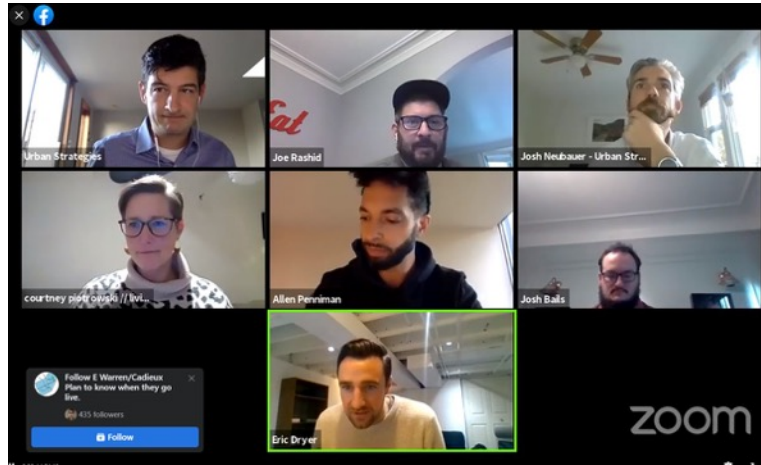 Eat
Urban Strategies
Joe Rashid
Josh Neubauer - Urban Str...
courtney piotrowski // livi...
Allen Penniman
Josh Bails
Follow E Warren/Cadieux
Plan to know when they go
live.
435 followers
Follow
Eric Dryer
zoom